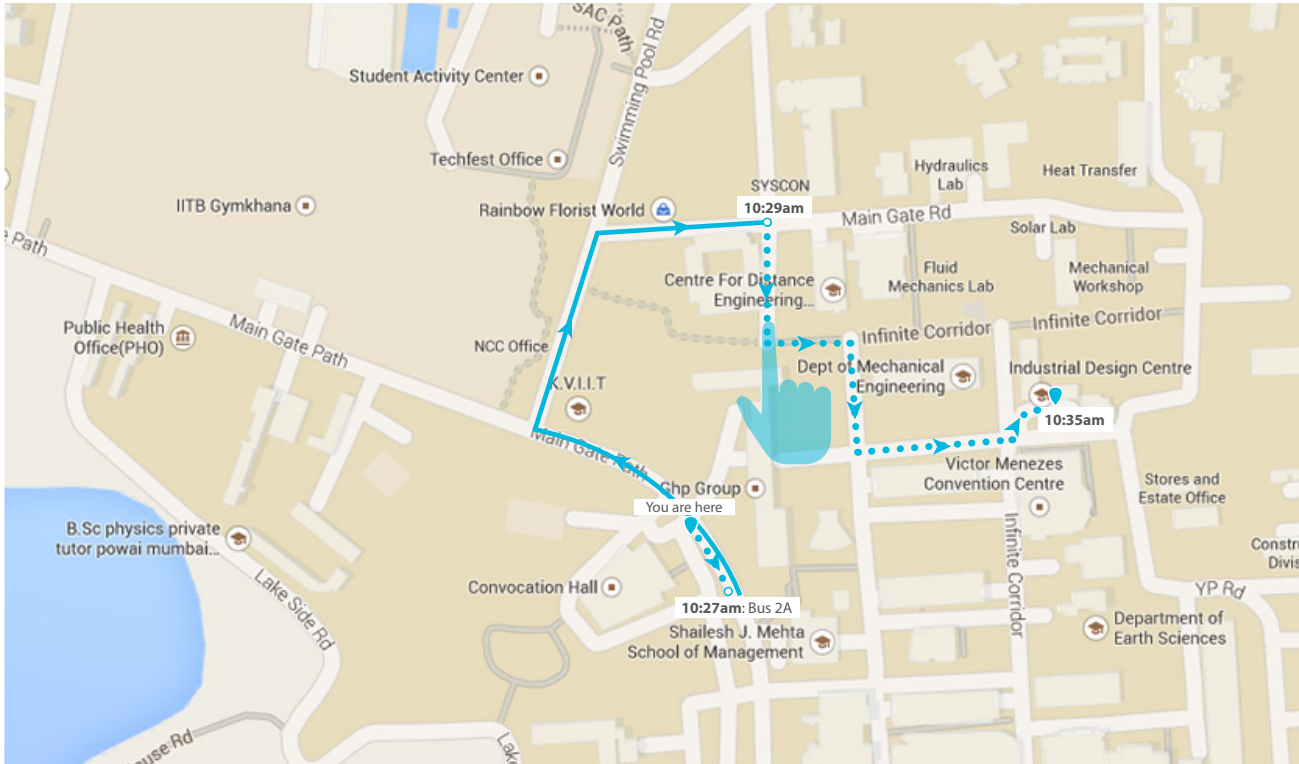 SAC Path
Swimming Pool Rd
Student Activity Center
Techfest Office
Hydraulics
Lab
Heat Transfer
SYSCON
IITB Gymkhana
Rainbow Florist World
10:29am
Main Gate Rd
Solar Lab
e Path
Centre For Distance
Engineering...
Fluid
Mechanics Lab
Mechanical
Workshop
Public Health
Office(PHO)
Main Gate Path
NCC Office
Infinite Corridor
Infinite Corridor
K.V.I.I.T
Dept of Mechanical
Engineering
Industrial Design Centre
10:35am
Main Gate Path
Victor Menezes
Convention Centre
Ghp Group
You are here
Stores and
Estate Office
B.Sc physics private
tutor powai mumbai...
Infinite Corridor
Constru
Divis
Convocation Hall
Lake Side Rd
10:27am: Bus 2A
YP Rd
Shailesh J. Mehta
School of Management
Department of
Earth Sciences
ouse Rd
Lake